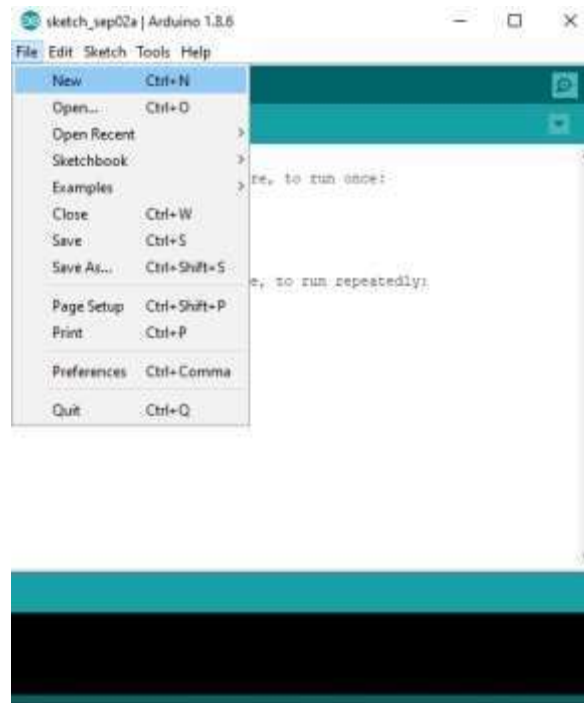 sketch_sep02a | Arduino 1.8.6
File Edit Sketch Tools Help
New Ctrl+N
Open... Ctrl+O
Open Recent
Sketchbook
Examples
re, to run once:
Close Ctrl+W
Save Ctrl+S
Save As... Ctrl+Shift+S
e, to run repeatedly:
Page Setup Ctrl+Shift+P
Print Ctrl+P
Preferences Ctrl+Comma
Quit Ctrl+Q